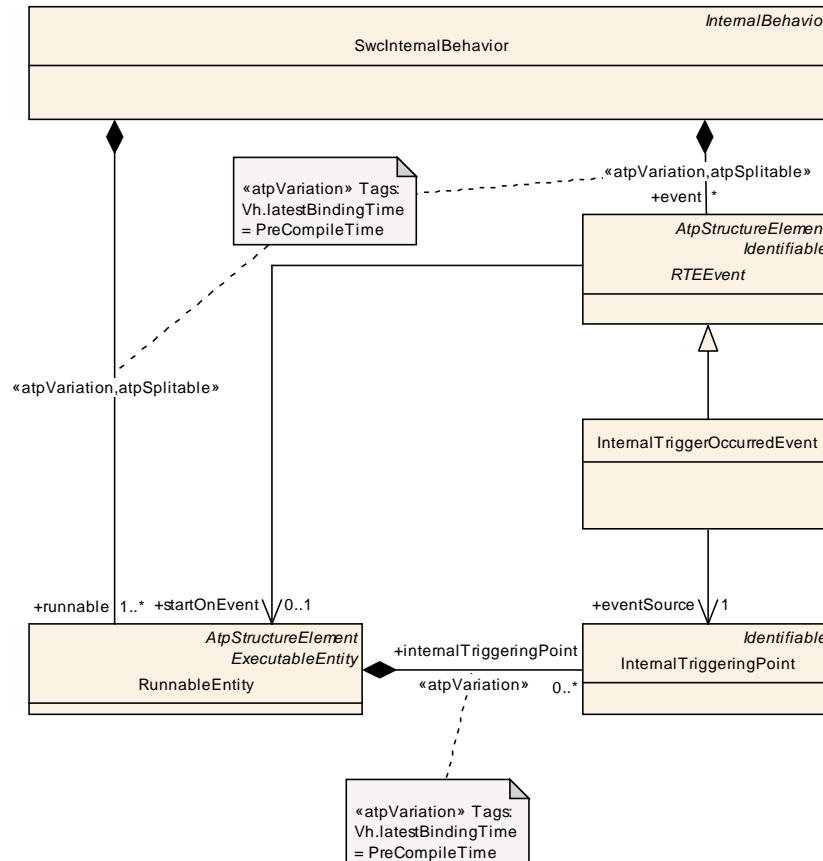 InternalBehavio
SwcInternalBehavior
«atpVariation» Tags:
Vh.latestBindingTime
= PreCompileTime
«atpVariation,atpSplitable»
+event *
AtpStructureElemen
Identifiable
RTEEvent
«atpVariation,atpSplitable»
InternalTriggerOccurredEvent
+runnable 1..* +startOnEvent 0..1
+eventSource 1
AtpStructureElement
ExecutableEntity
RunnableEntity
+internalTriggeringPoint
«atpVariation» 0..*
Identifiable
InternalTriggeringPoint
«atpVariation» Tags:
Vh.latestBindingTime
= PreCompileTime